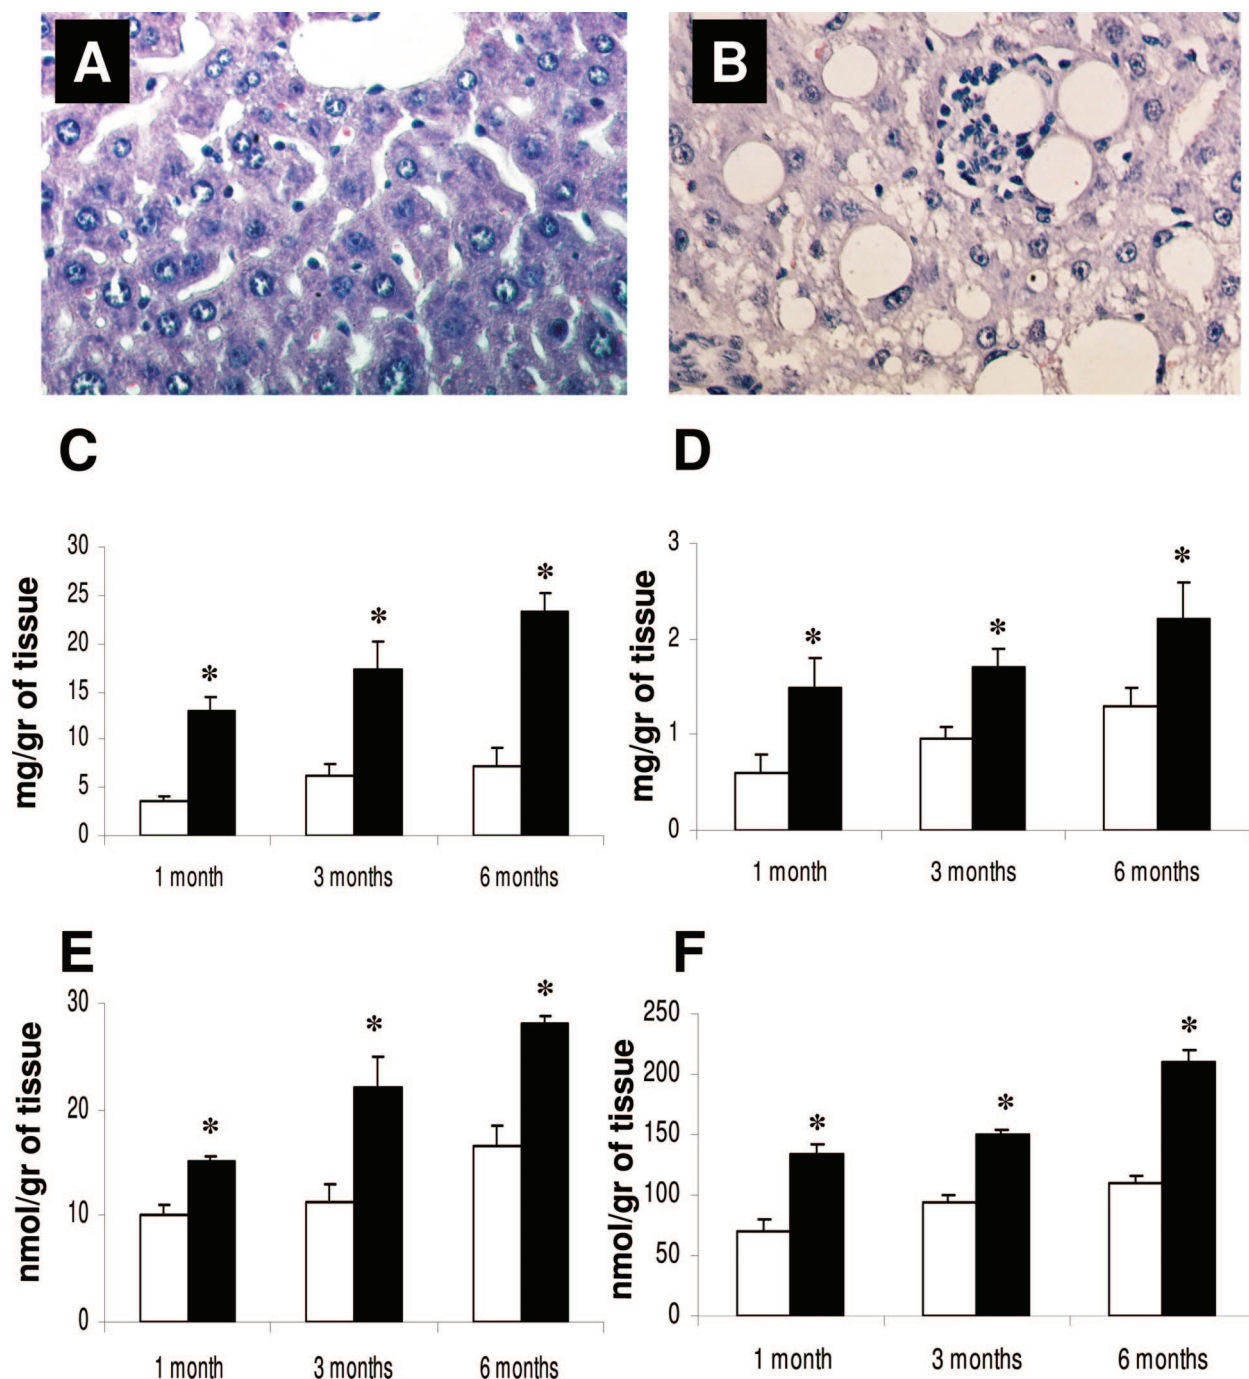 A
B
C
D
mg/gr of tissue
30
25
20
15
10
5
0
*
*
*
1 month
3 months
6 months
mg/gr of tissue
3
2
1
0
*
*
*
1 month
3 months
6 months
E
F
nmol/gr of tissue
30
20
10
0
*
*
*
1 month
3 months
6 months
nmol/gr of tissue
250
200
150
100
50
0
*
*
*
1 month
3 months
6 months